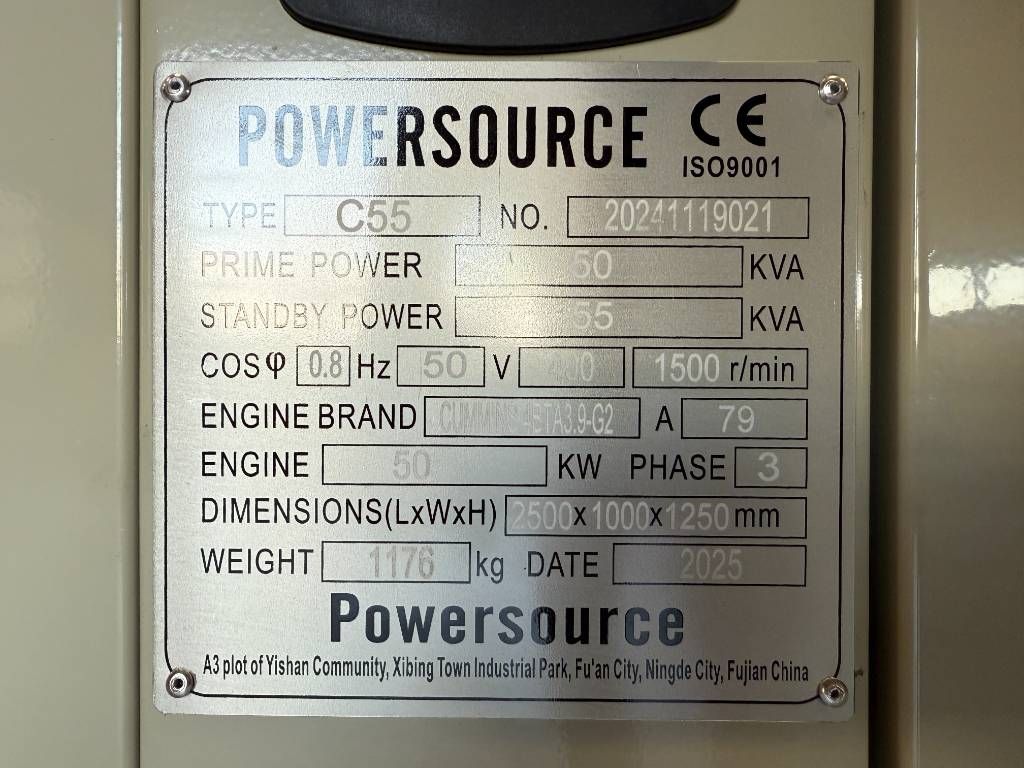 POWERSOURCE CE
ISO9001
TYPE C55 NO. 20241119021
PRIME POWER 50 KVA
STANDBY POWER 55 KVA
COSφ 0.8 Hz 50 V 400 1500 r/min
ENGINE BRAND CUMMINS 4BTA3.9-G2 A 79
ENGINE 50 KW PHASE 3
DIMENSIONS(LxWxH) 2500x1000x1250mm
WEIGHT 1176 kg DATE 2025
Powersource
A3 plot of Yishan Community, Xibing Town Industrial Park, Fu'an City, Ningde City, Fujian China